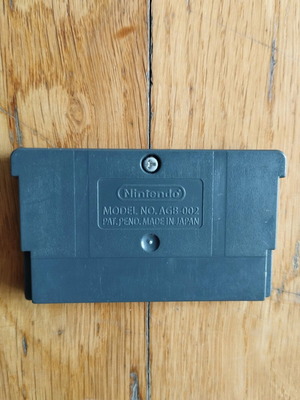 Nintendo
MODEL NO. AGB-002
PAT. PEND. MADE IN JAPAN